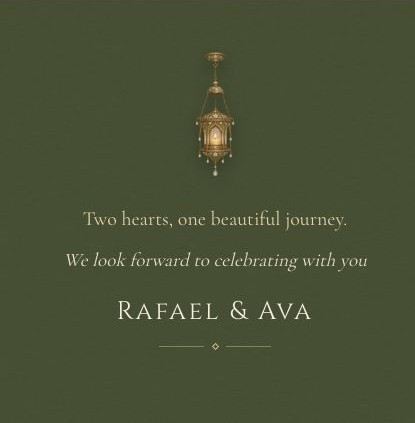 Two hearts, one beautiful journey.
We look forward to celebrating with you
Rafael & Ava